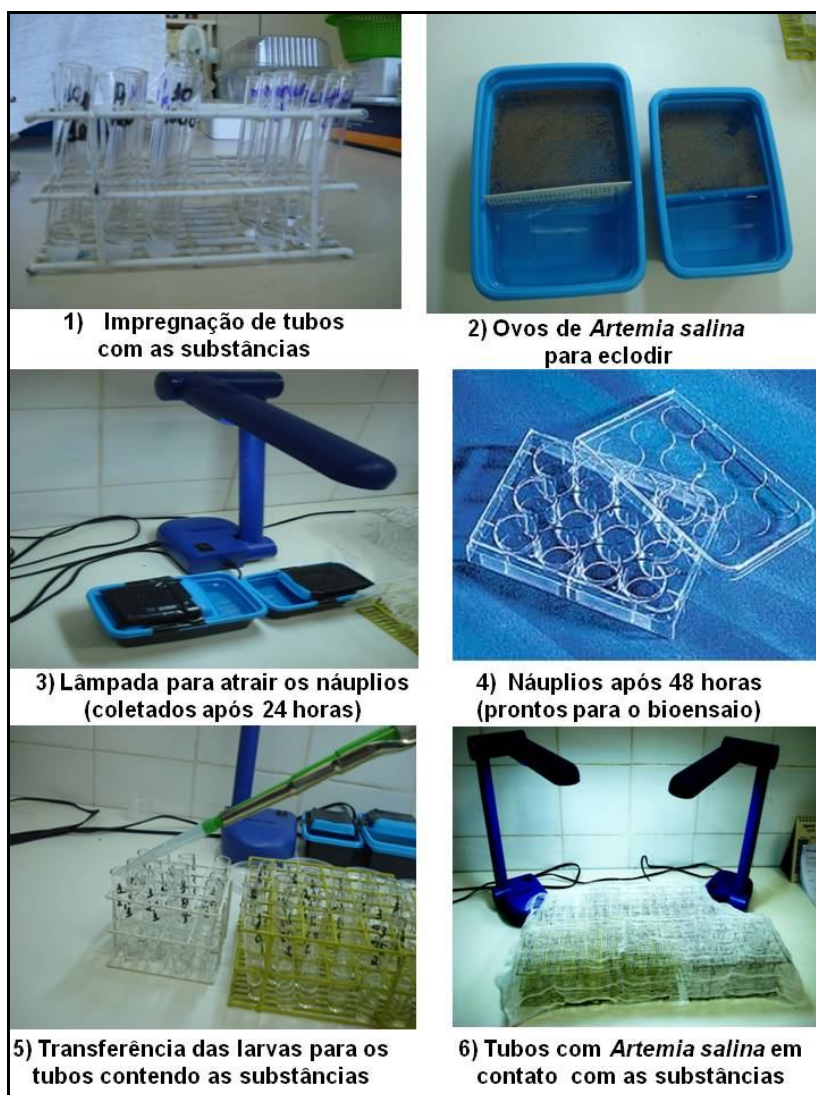 1) Impregnação de tubos
com as substâncias
2) Ovos de Artemia salina
para eclodir
3) Lâmpada para atrair os náuplios
(coletados após 24 horas)
4) Náuplios após 48 horas
(prontos para o bioensaio)
5) Transferência das larvas para os
tubos contendo as substâncias
6) Tubos com Artemia salina em
contato com as substâncias